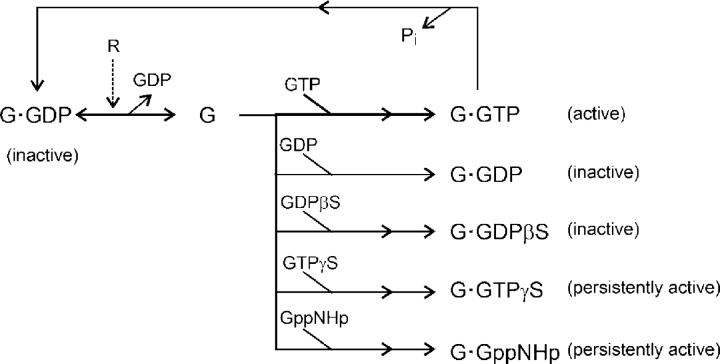 Pi
R
GDP
GTP
G·GDP
G
G·GTP (active)
(inactive)
GDP
G·GDP (inactive)
GDPβS
G·GDPβS (inactive)
GTPγS
G·GTPγS (persistently active)
GppNHp
G·GppNHp (persistently active)